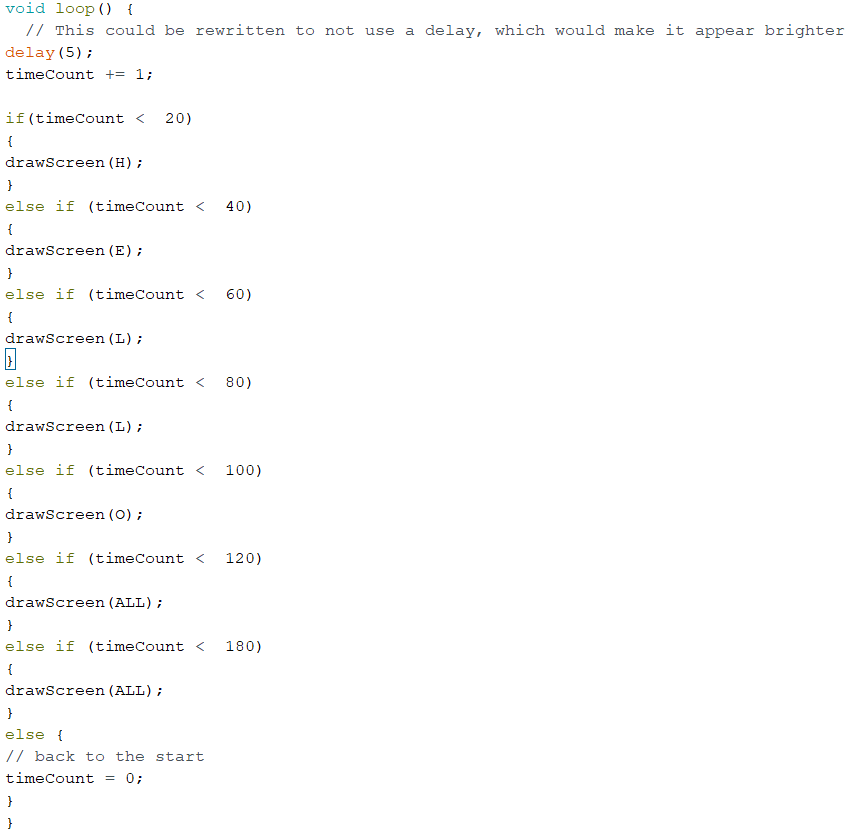 void loop() {
  // This could be rewritten to not use a delay, which would make it appear brighter
delay(5);
timeCount += 1;

if(timeCount <  20)
{
drawScreen(H);
}
else if (timeCount <  40)
{
drawScreen(E);
}
else if (timeCount <  60)
{
drawScreen(L);
}
else if (timeCount <  80)
{
drawScreen(L);
}
else if (timeCount <  100)
{
drawScreen(O);
}
else if (timeCount <  120)
{
drawScreen(ALL);
}
else if (timeCount <  180)
{
drawScreen(ALL);
}
else {
// back to the start
timeCount = 0;
}
}